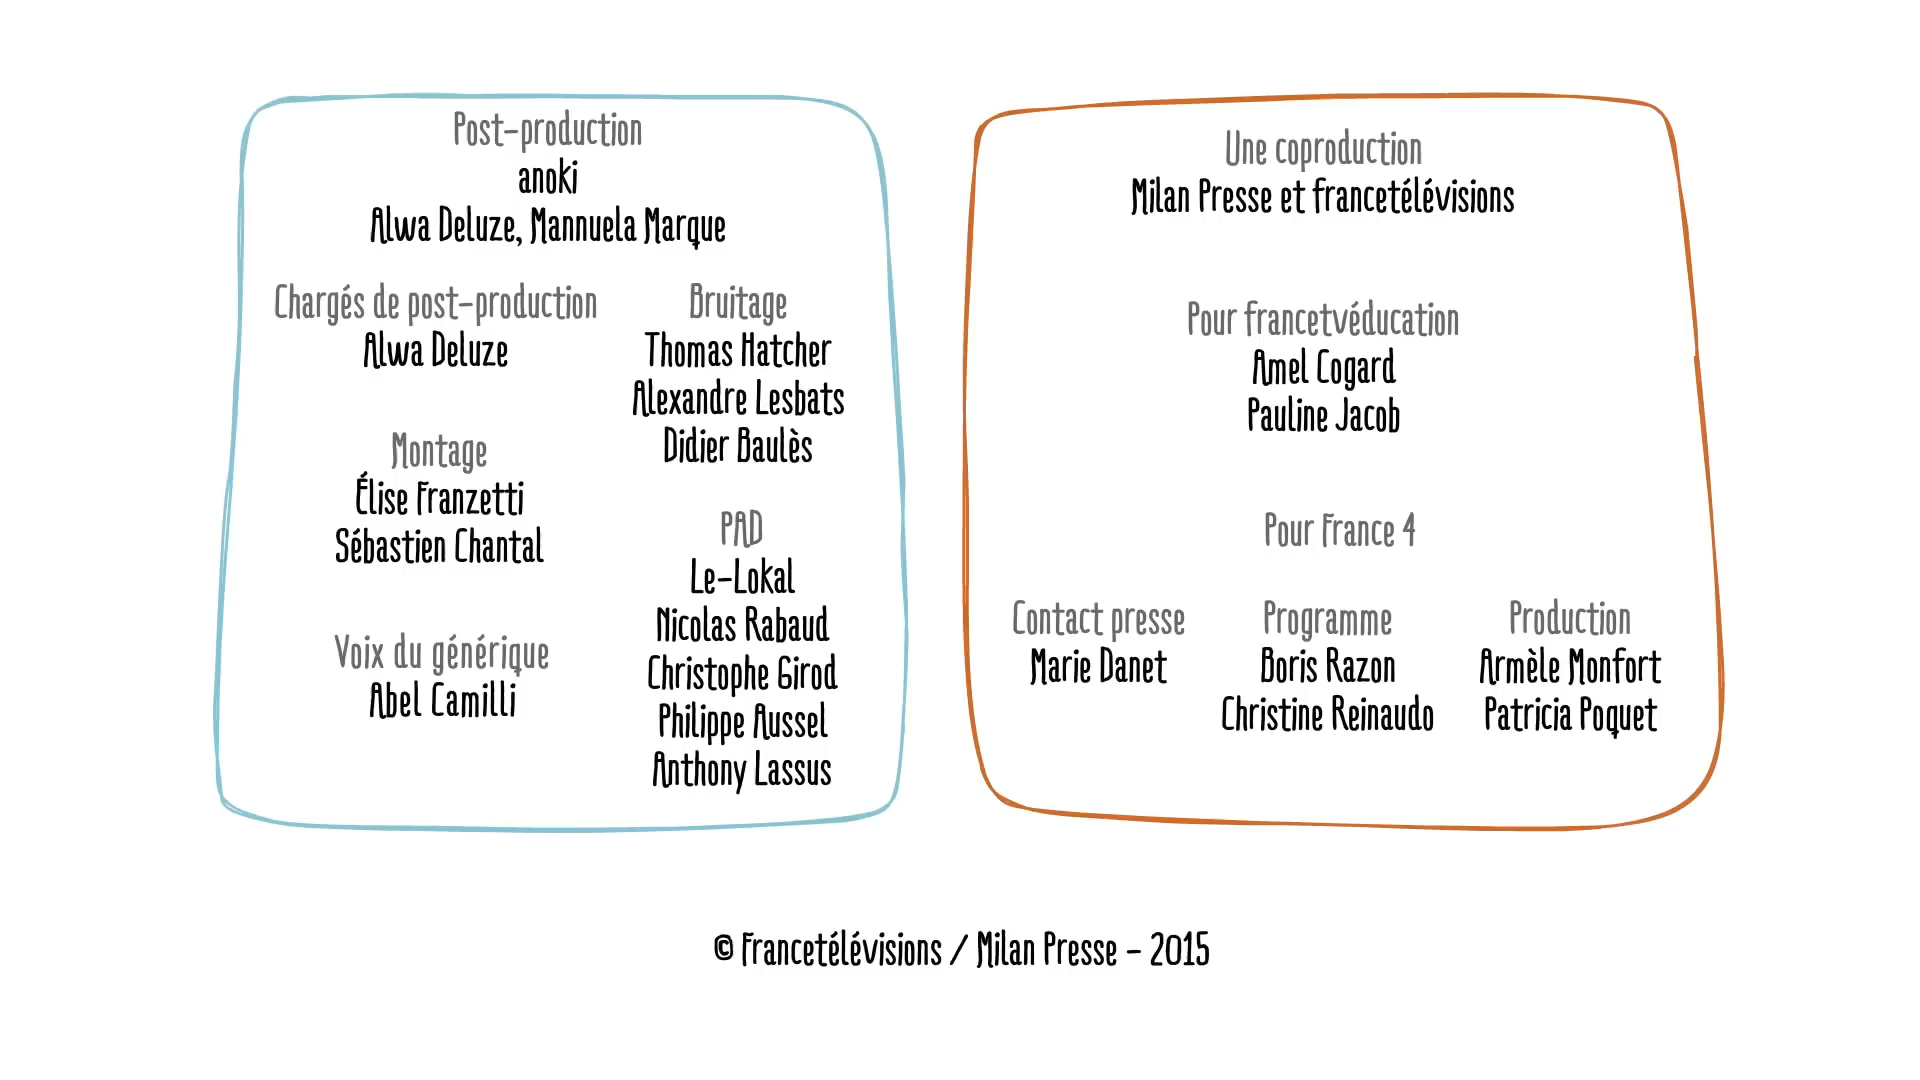 Post-production
anoki
Alwa Deluze, Mannuela Marque
Chargés de post-production
Alwa Deluze
Montage
Élise Franzetti
Sébastien Chantal
Voix du générique
Abel Camilli
Bruitage
Thomas Hatcher
Alexandre Lesbats
Didier Baulès
PAD
Le-Lokal
Nicolas Rabaud
Christophe Girod
Philippe Aussel
Anthony Lassus
Une coproduction
Milan Presse et francetélévisions
Pour francetvéducation
Amel Cogard
Pauline Jacob
Pour France 4
Contact presse
Marie Danet
Programme
Boris Razon
Christine Reinaudo
Production
Armèle Monfort
Patricia Poquet
© Francetélévisions / Milan Presse - 2015